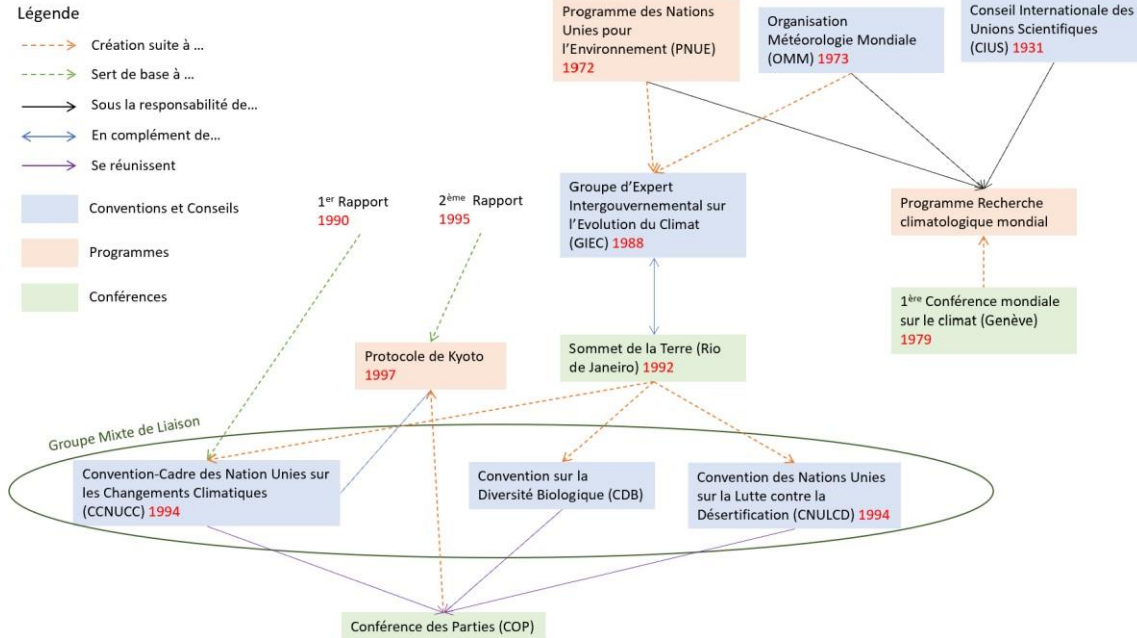 Légende
Création suite à ...
Sert de base à ...
Sous la responsabilité de...
En complément de...
Se réunissent
Conventions et Conseils
Programmes
Conférences
Programme des Nations
Unies pour
l’Environnement (PNUE)
1972
Organisation
Météorologie Mondiale
(OMM) 1973
Conseil Internationale des
Unions Scientifiques
(CIUS) 1931
1er Rapport
1990
2ème Rapport
1995
Groupe d’Expert
Intergouvernemental sur
l’Evolution du Climat
(GIEC) 1988
Programme Recherche
climatologique mondial
1ère Conférence mondiale
sur le climat (Genève)
1979
Protocole de Kyoto
1997
Sommet de la Terre (Rio
de Janeiro) 1992
Groupe Mixte de Liaison
Convention-Cadre des Nation Unies sur
les Changements Climatiques
(CCNUCC) 1994
Convention sur la
Diversité Biologique (CDB)
Convention des Nations Unies
sur la Lutte contre la
Désertification (CNULCD) 1994
Conférence des Parties (COP)